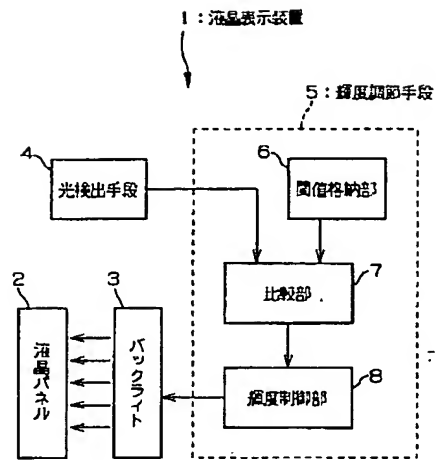 1：液晶表示装置
5：輝度調節手段
4
光検出手段
6
閾値格納部
7
比較部
2
液晶パネル
3
バックライト
8
輝度制御部